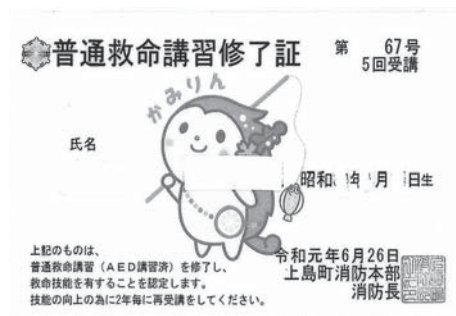 普通救命講習修了証
第 67号
5回受講
かみりん
氏名
昭和 年 月 日生
上記のものは、
普通救命講習（ＡＥＤ講習済）を修了し、
救命技能を有することを認定します。
技能の向上の為に2年毎に再受講をしてください。
令和元年6月26日
上島町消防本部
消防長